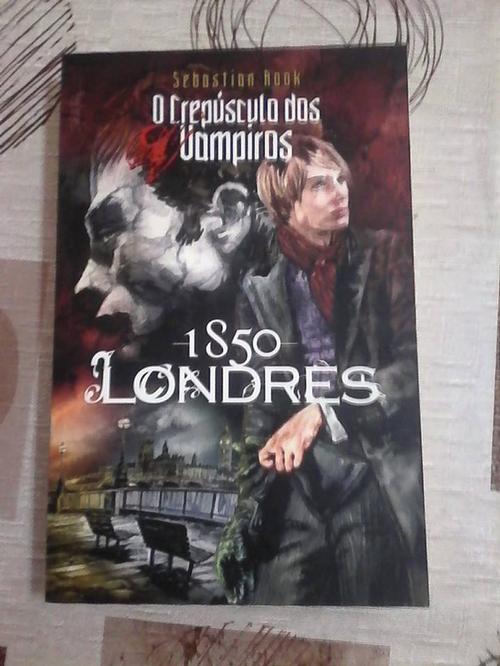 Sebastian Rook
O Crepúsculo dos
Vampiros
1850
LONDRES